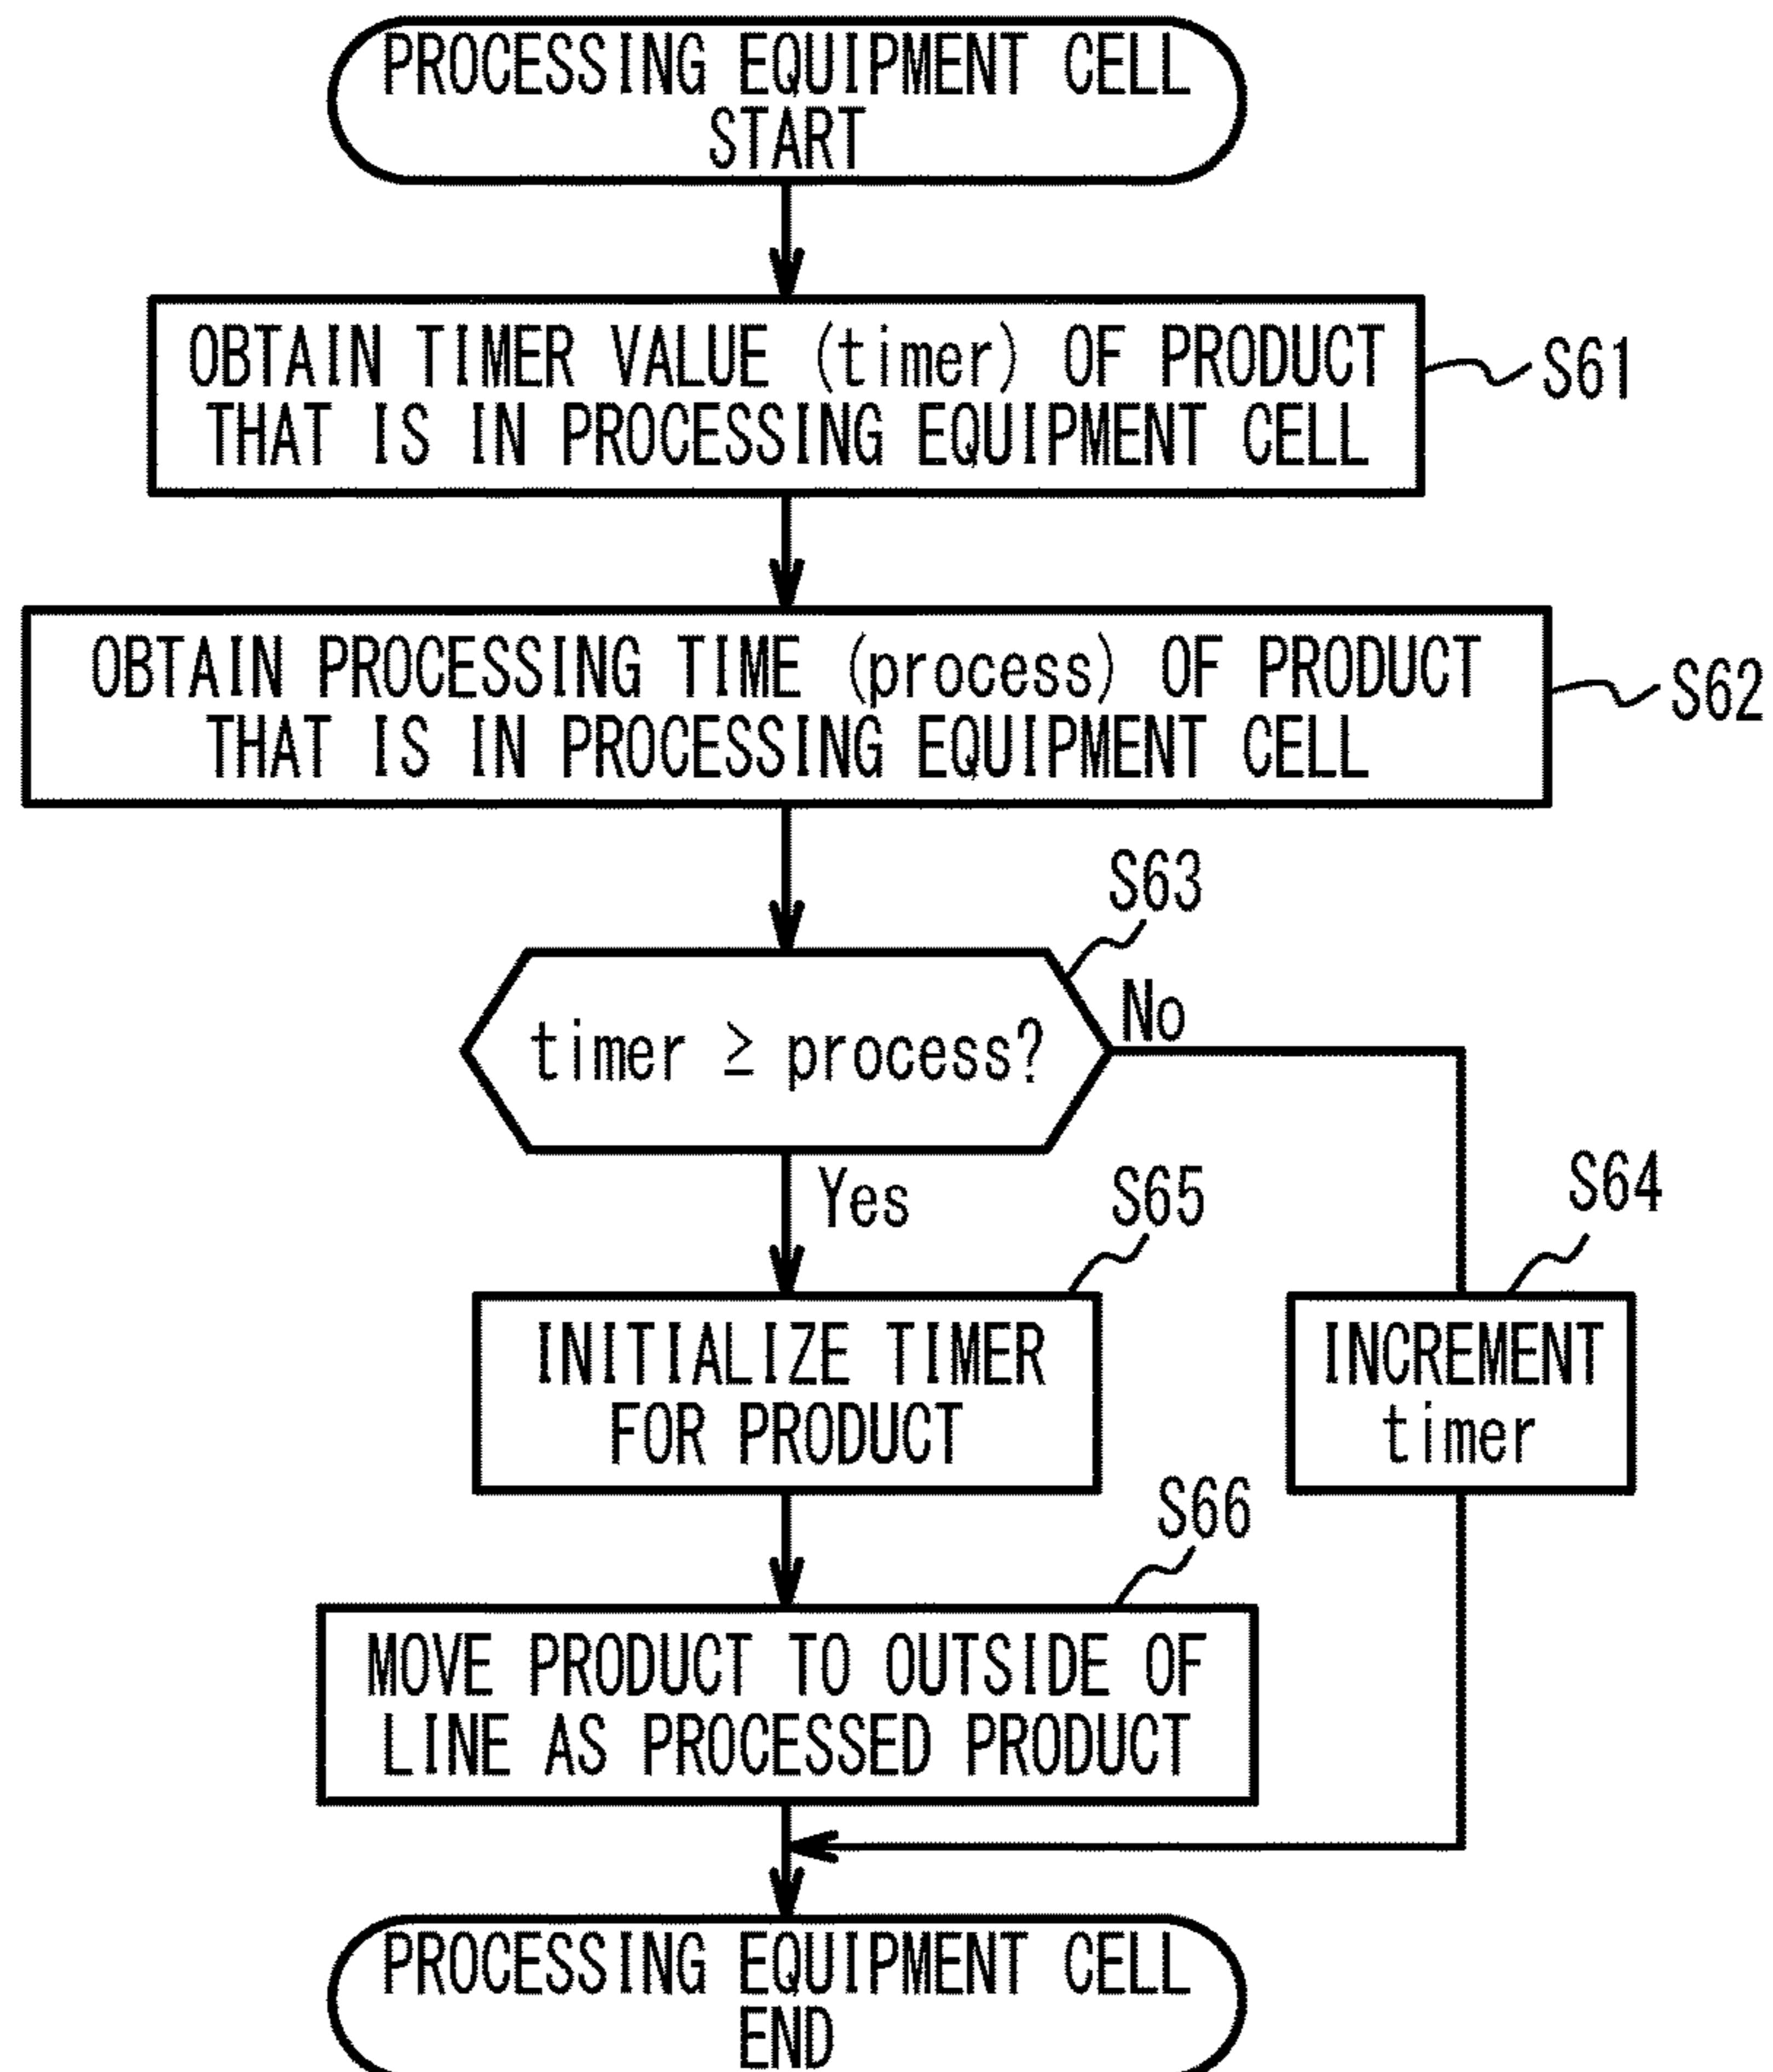 PROCESSING EQUIPMENT CELL
START
OBTAIN TIMER VALUE (timer) OF PRODUCT
THAT IS IN PROCESSING EQUIPMENT CELL
S61
OBTAIN PROCESSING TIME (process) OF PRODUCT
THAT IS IN PROCESSING EQUIPMENT CELL
S62
S63
timer ≥ process?
No
Yes
S65
S64
INITIALIZE TIMER
FOR PRODUCT
INCREMENT
timer
S66
MOVE PRODUCT TO OUTSIDE OF
LINE AS PROCESSED PRODUCT
PROCESSING EQUIPMENT CELL
END